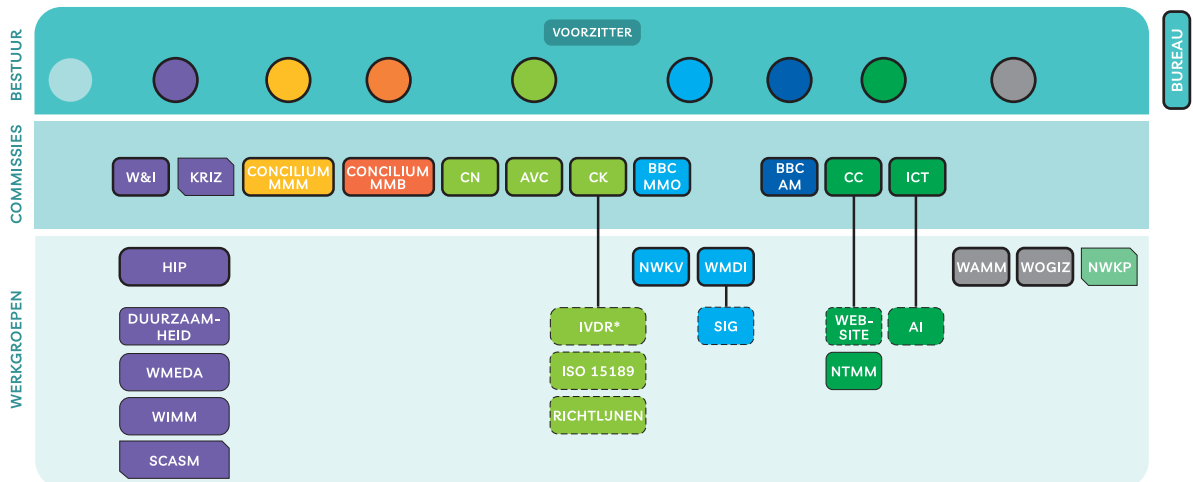 BESTUUR
VOORZITTER
BUREAU
COMMISSIES
W&I
KRIZ
CONCILIUM
MMM
CONCILIUM
MMB
CN
AVC
CK
BBC
MMO
BBC
AM
CC
ICT
WERKGROEPEN
HIP
NWKV
WMDI
WAMM
WOGIZ
NWKP
DUURZAAM-
HEID
IVDR*
SIG
WEB-
SITE
AI
WMEDA
ISO 15189
NTMM
WIMM
RICHTLIJNEN
SCASM